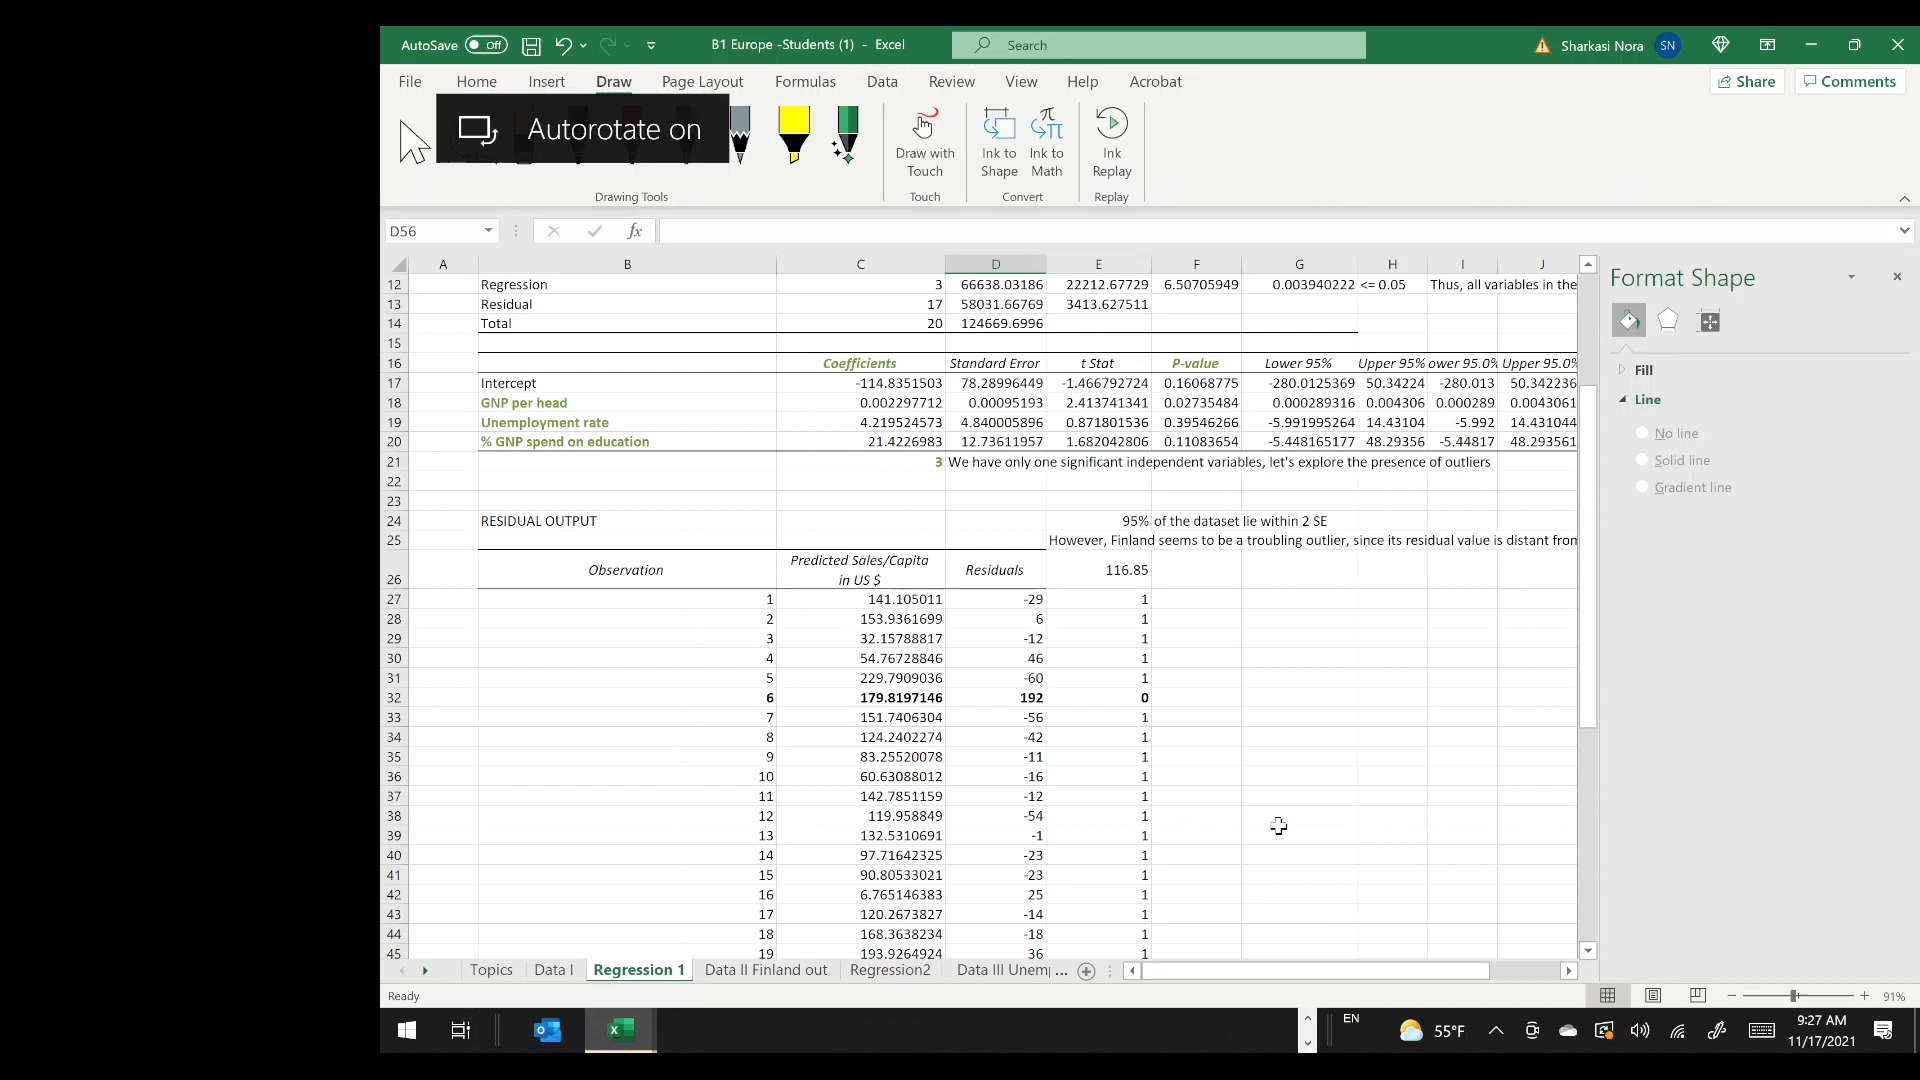 AutoSave Off B1 Europe -Students (1) - Excel Search Sharkasi Nora SN
File Home Insert Draw Page Layout Formulas Data Review View Help Acrobat Share Comments
Autorotate on
Draw with Touch Ink to Shape Ink to Math Ink Replay
Drawing Tools Touch Convert Replay
D56 fx
A B C D E F G H I J
12 Regression 3 66638.03186 22212.67729 6.50705949 0.003940222 <= 0.05 Thus, all variables in the
13 Residual 17 58031.66769 3413.627511
14 Total 20 124669.6996
15
16 Coefficients Standard Error t Stat P-value Lower 95% Upper 95% ower 95.0% Upper 95.0%
17 Intercept -114.8351503 78.28996449 -1.466792724 0.16068775 -280.0125369 50.34224 -280.013 50.342236
18 GNP per head 0.002297712 0.00095193 2.413741341 0.02735484 0.000289316 0.004306 0.000289 0.0043061
19 Unemployment rate 4.219524573 4.840005896 0.871801536 0.39546266 -5.991995264 14.43104 -5.992 14.431044
20 % GNP spend on education 21.4226983 12.73611957 1.682042806 0.11083654 -5.448165177 48.29356 -5.44817 48.293561
21 3 We have only one significant independent variables, let's explore the presence of outliers
22
23
24 RESIDUAL OUTPUT 95% of the dataset lie within 2 SE
25 However, Finland seems to be a troubling outlier, since its residual value is distant from
26 Observation Predicted Sales/Capita in US $ Residuals 116.85
27 1 141.105011 -29 1
28 2 153.9361699 6 1
29 3 32.15788817 -12 1
30 4 54.76728846 46 1
31 5 229.7909036 -60 1
32 6 179.8197146 192 0
33 7 151.7406304 -56 1
34 8 124.2402274 -42 1
35 9 83.25520078 -11 1
36 10 60.63088012 -16 1
37 11 142.7851159 -12 1
38 12 119.958849 -54 1
39 13 132.5310691 -1 1
40 14 97.71642325 -23 1
41 15 90.80533021 -23 1
42 16 6.765146383 25 1
43 17 120.2673827 -14 1
44 18 168.3638234 -18 1
45 19 193.9264924 36 1
Format Shape
Fill
Line
No line
Solid line
Gradient line
Topics Data I Regression 1 Data II Finland out Regression2 Data III Unem ...
Ready 91%
EN 55°F 9:27 AM
11/17/2021